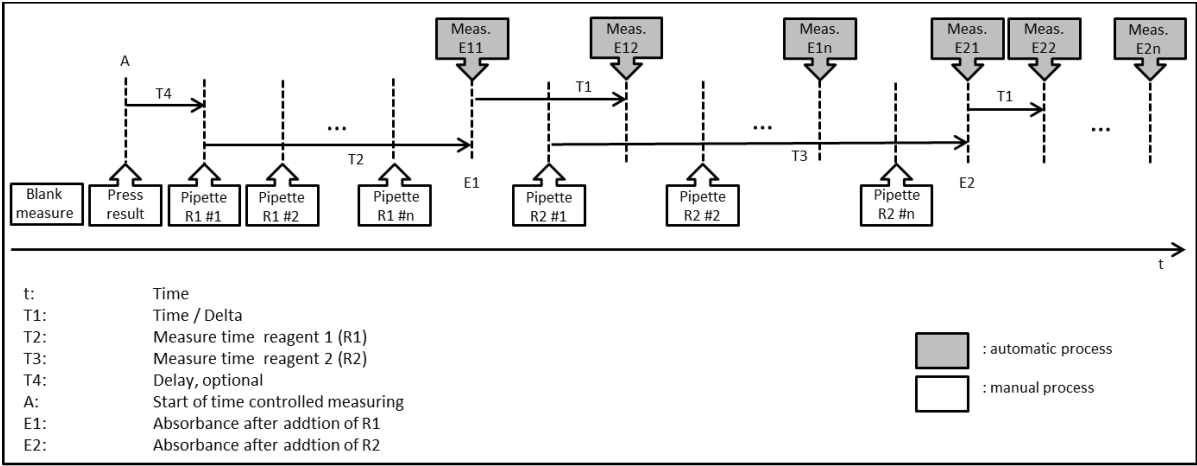 Meas.
E11
Meas.
E12
Meas.
E1n
Meas.
E21
Meas.
E22
Meas.
E2n
A
T4
T1
T1
...
...
...
T2
T3
E1
E2
Blank
measure
Press
result
Pipette
R1 #1
Pipette
R1 #2
Pipette
R1 #n
Pipette
R2 #1
Pipette
R2 #2
Pipette
R2 #n
t
t: Time
T1: Time / Delta
T2: Measure time reagent 1 (R1)
T3: Measure time reagent 2 (R2)
T4: Delay, optional
A: Start of time controlled measuring
E1: Absorbance after addtion of R1
E2: Absorbance after addtion of R2
: automatic process
: manual process